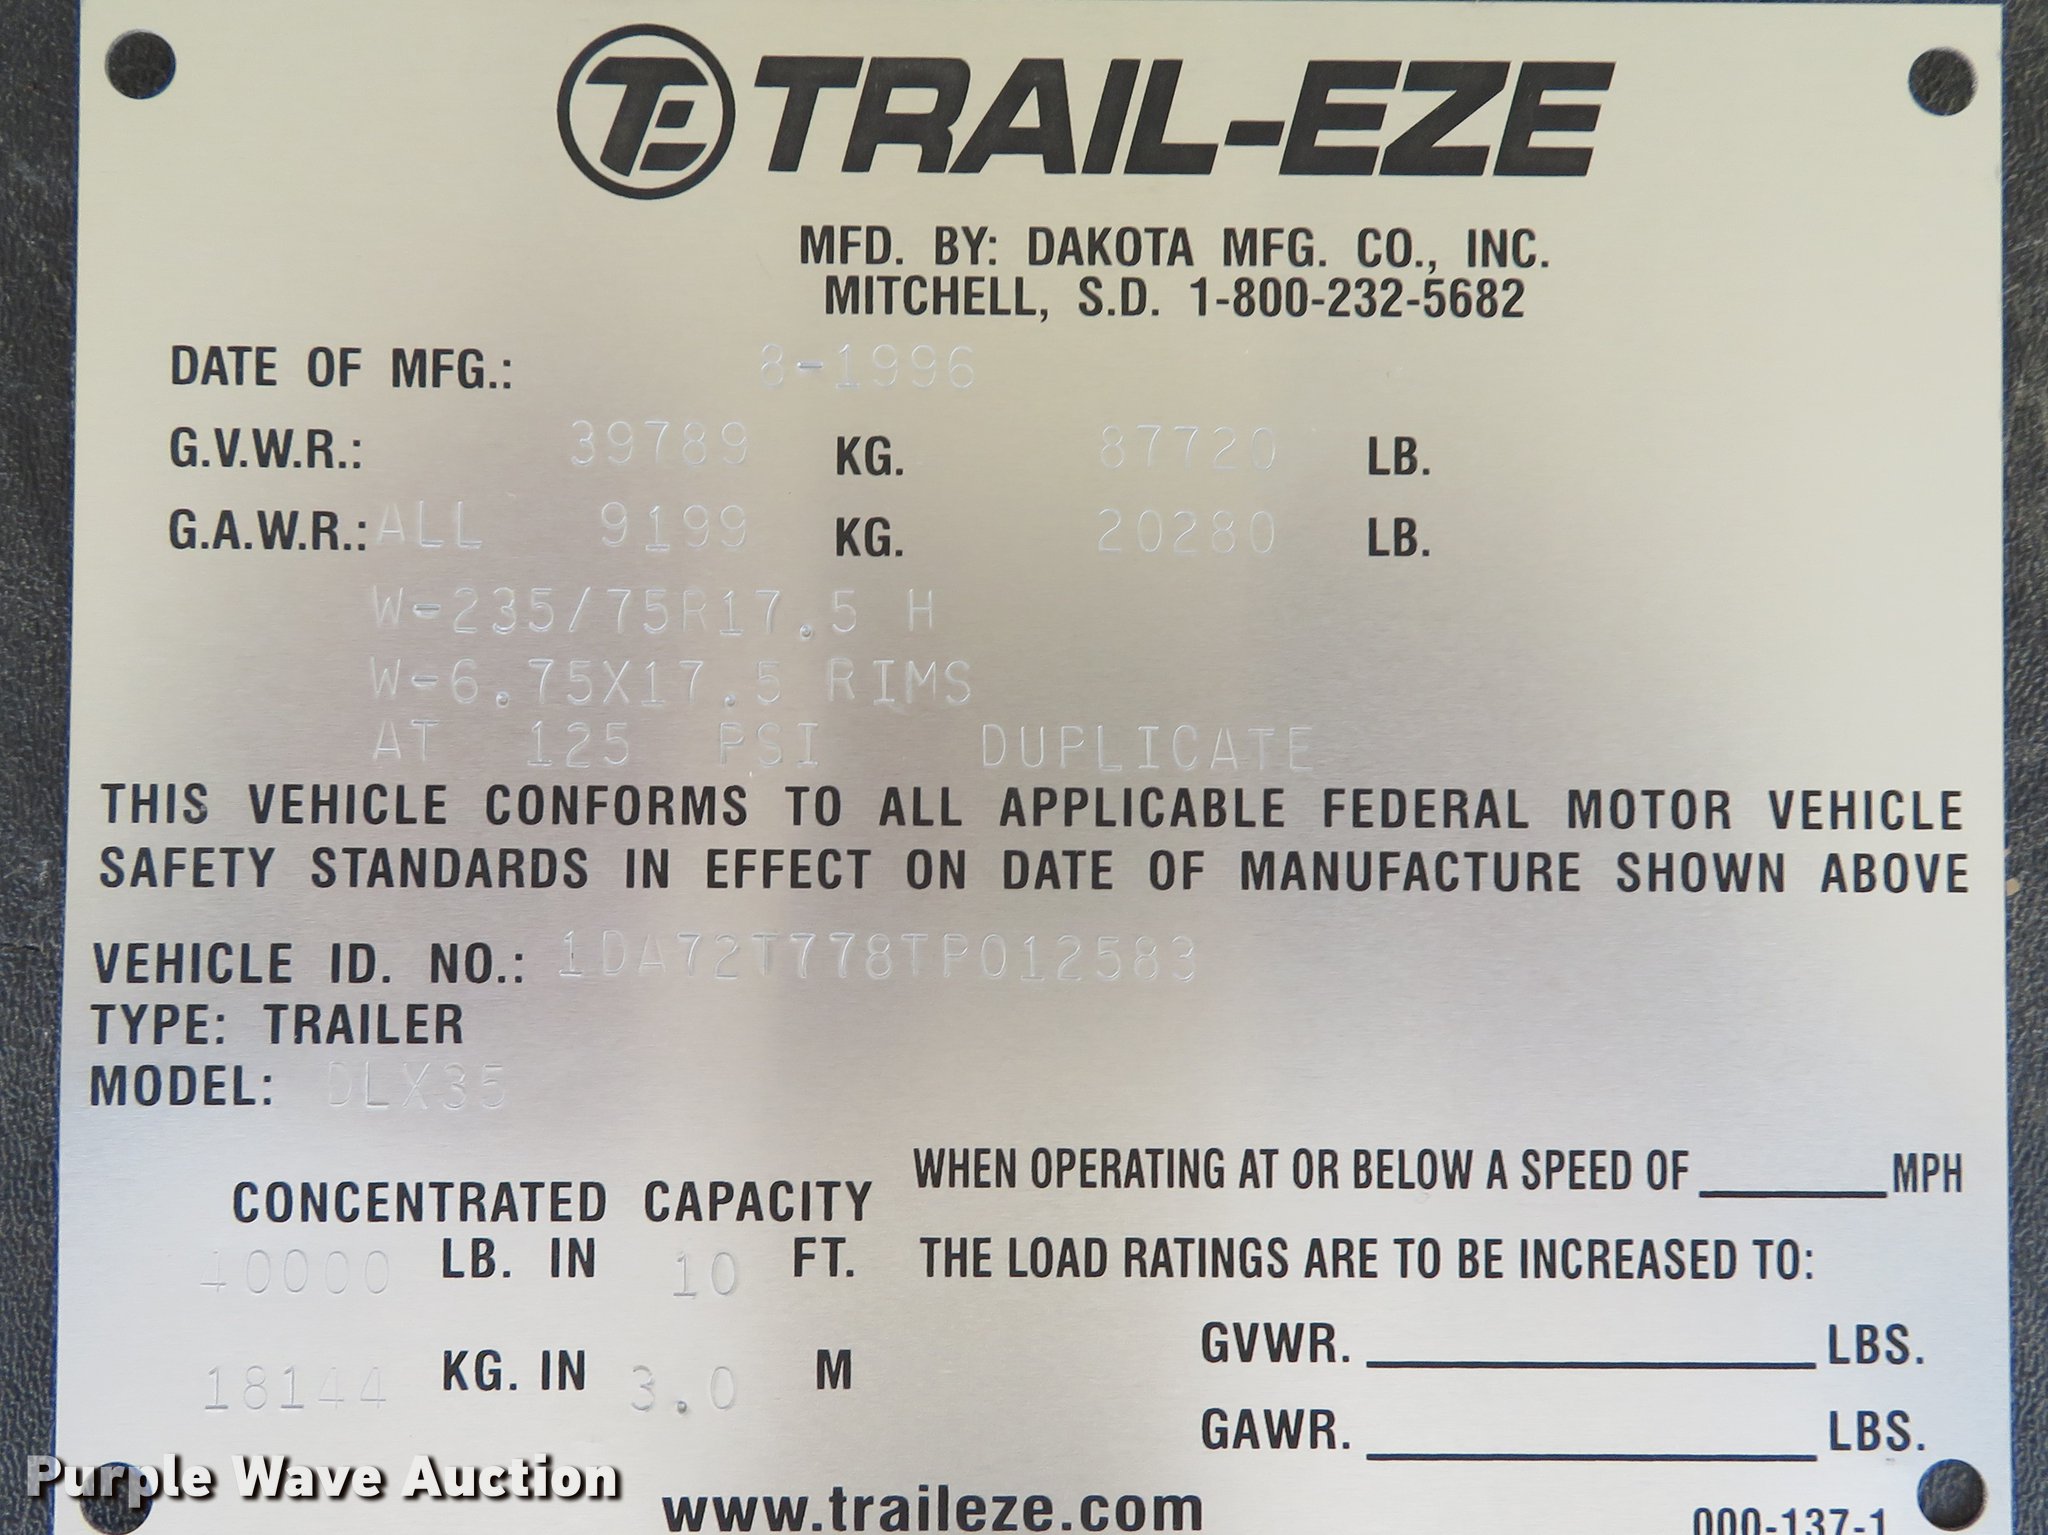 TE TRAIL-EZE
MFD. BY: DAKOTA MFG. CO., INC.
MITCHELL, S.D. 1-800-232-5682
DATE OF MFG.: 8-1996
G.V.W.R.: 39789 KG. 87720 LB.
G.A.W.R.: ALL 9199 KG. 20280 LB.
W-235/75R17.5 H
W-6.75X17.5 RIMS
AT 125 PSI DUPLICATE
THIS VEHICLE CONFORMS TO ALL APPLICABLE FEDERAL MOTOR VEHICLE
SAFETY STANDARDS IN EFFECT ON DATE OF MANUFACTURE SHOWN ABOVE
VEHICLE ID. NO.: 1DA72T778TP012583
TYPE: TRAILER
MODEL: DLX35
CONCENTRATED CAPACITY
40000 LB. IN 10 FT.
18144 KG. IN 3.0 M
WHEN OPERATING AT OR BELOW A SPEED OF ______ MPH
THE LOAD RATINGS ARE TO BE INCREASED TO:
GVWR. ______ LBS.
GAWR. ______ LBS.
www.traileze.com
000-137-1
Purple Wave Auction